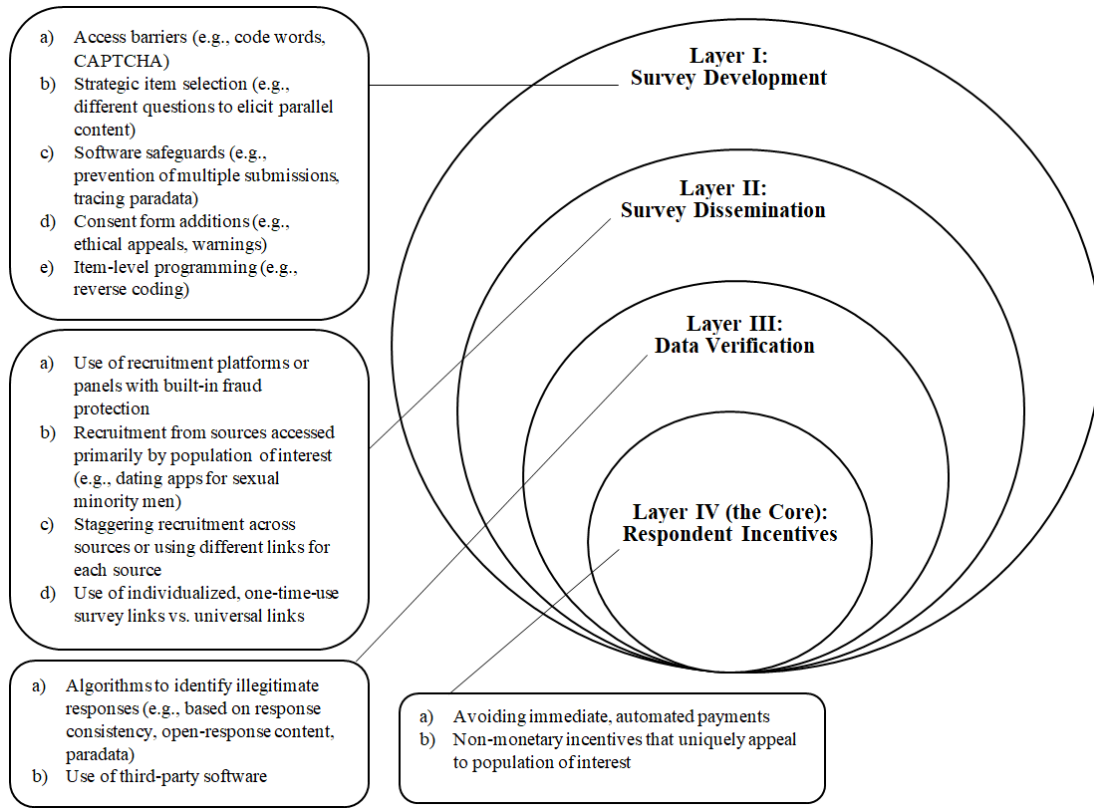 a) Access barriers (e.g., code words,
CAPTCHA)
b) Strategic item selection (e.g.,
different questions to elicit parallel
content)
c) Software safeguards (e.g.,
prevention of multiple submissions,
tracing paradata)
d) Consent form additions (e.g.,
ethical appeals, warnings)
e) Item-level programming (e.g.,
reverse coding)
Layer I:
Survey Development
Layer II:
Survey Dissemination
Layer III:
Data Verification
Layer IV (the Core):
Respondent Incentives
a) Use of recruitment platforms or
panels with built-in fraud
protection
b) Recruitment from sources accessed
primarily by population of interest
(e.g., dating apps for sexual
minority men)
c) Staggering recruitment across
sources or using different links for
each source
d) Use of individualized, one-time-use
survey links vs. universal links
a) Algorithms to identify illegitimate
responses (e.g., based on response
consistency, open-response content,
paradata)
b) Use of third-party software
a) Avoiding immediate, automated payments
b) Non-monetary incentives that uniquely appeal
to population of interest